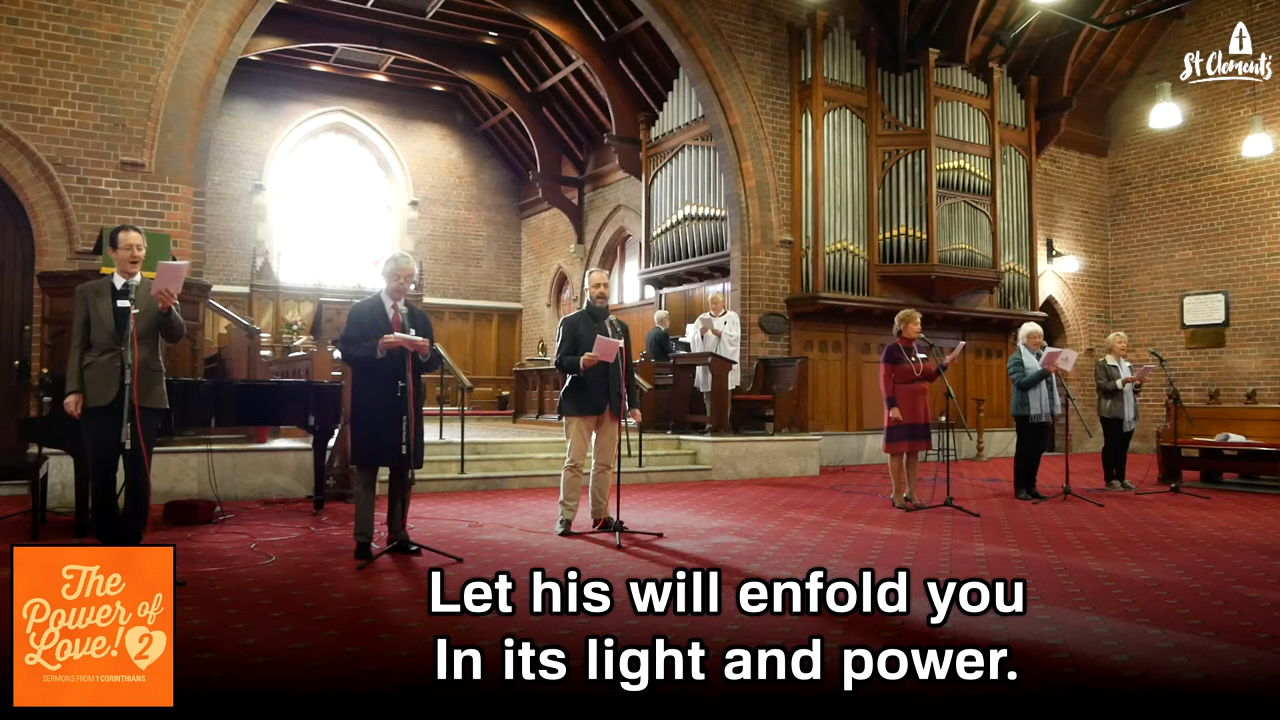 St Clement's
The
Power of
Love! 2
SERMONS FROM 1 CORINTHIANS
Let his will enfold you
In its light and power.